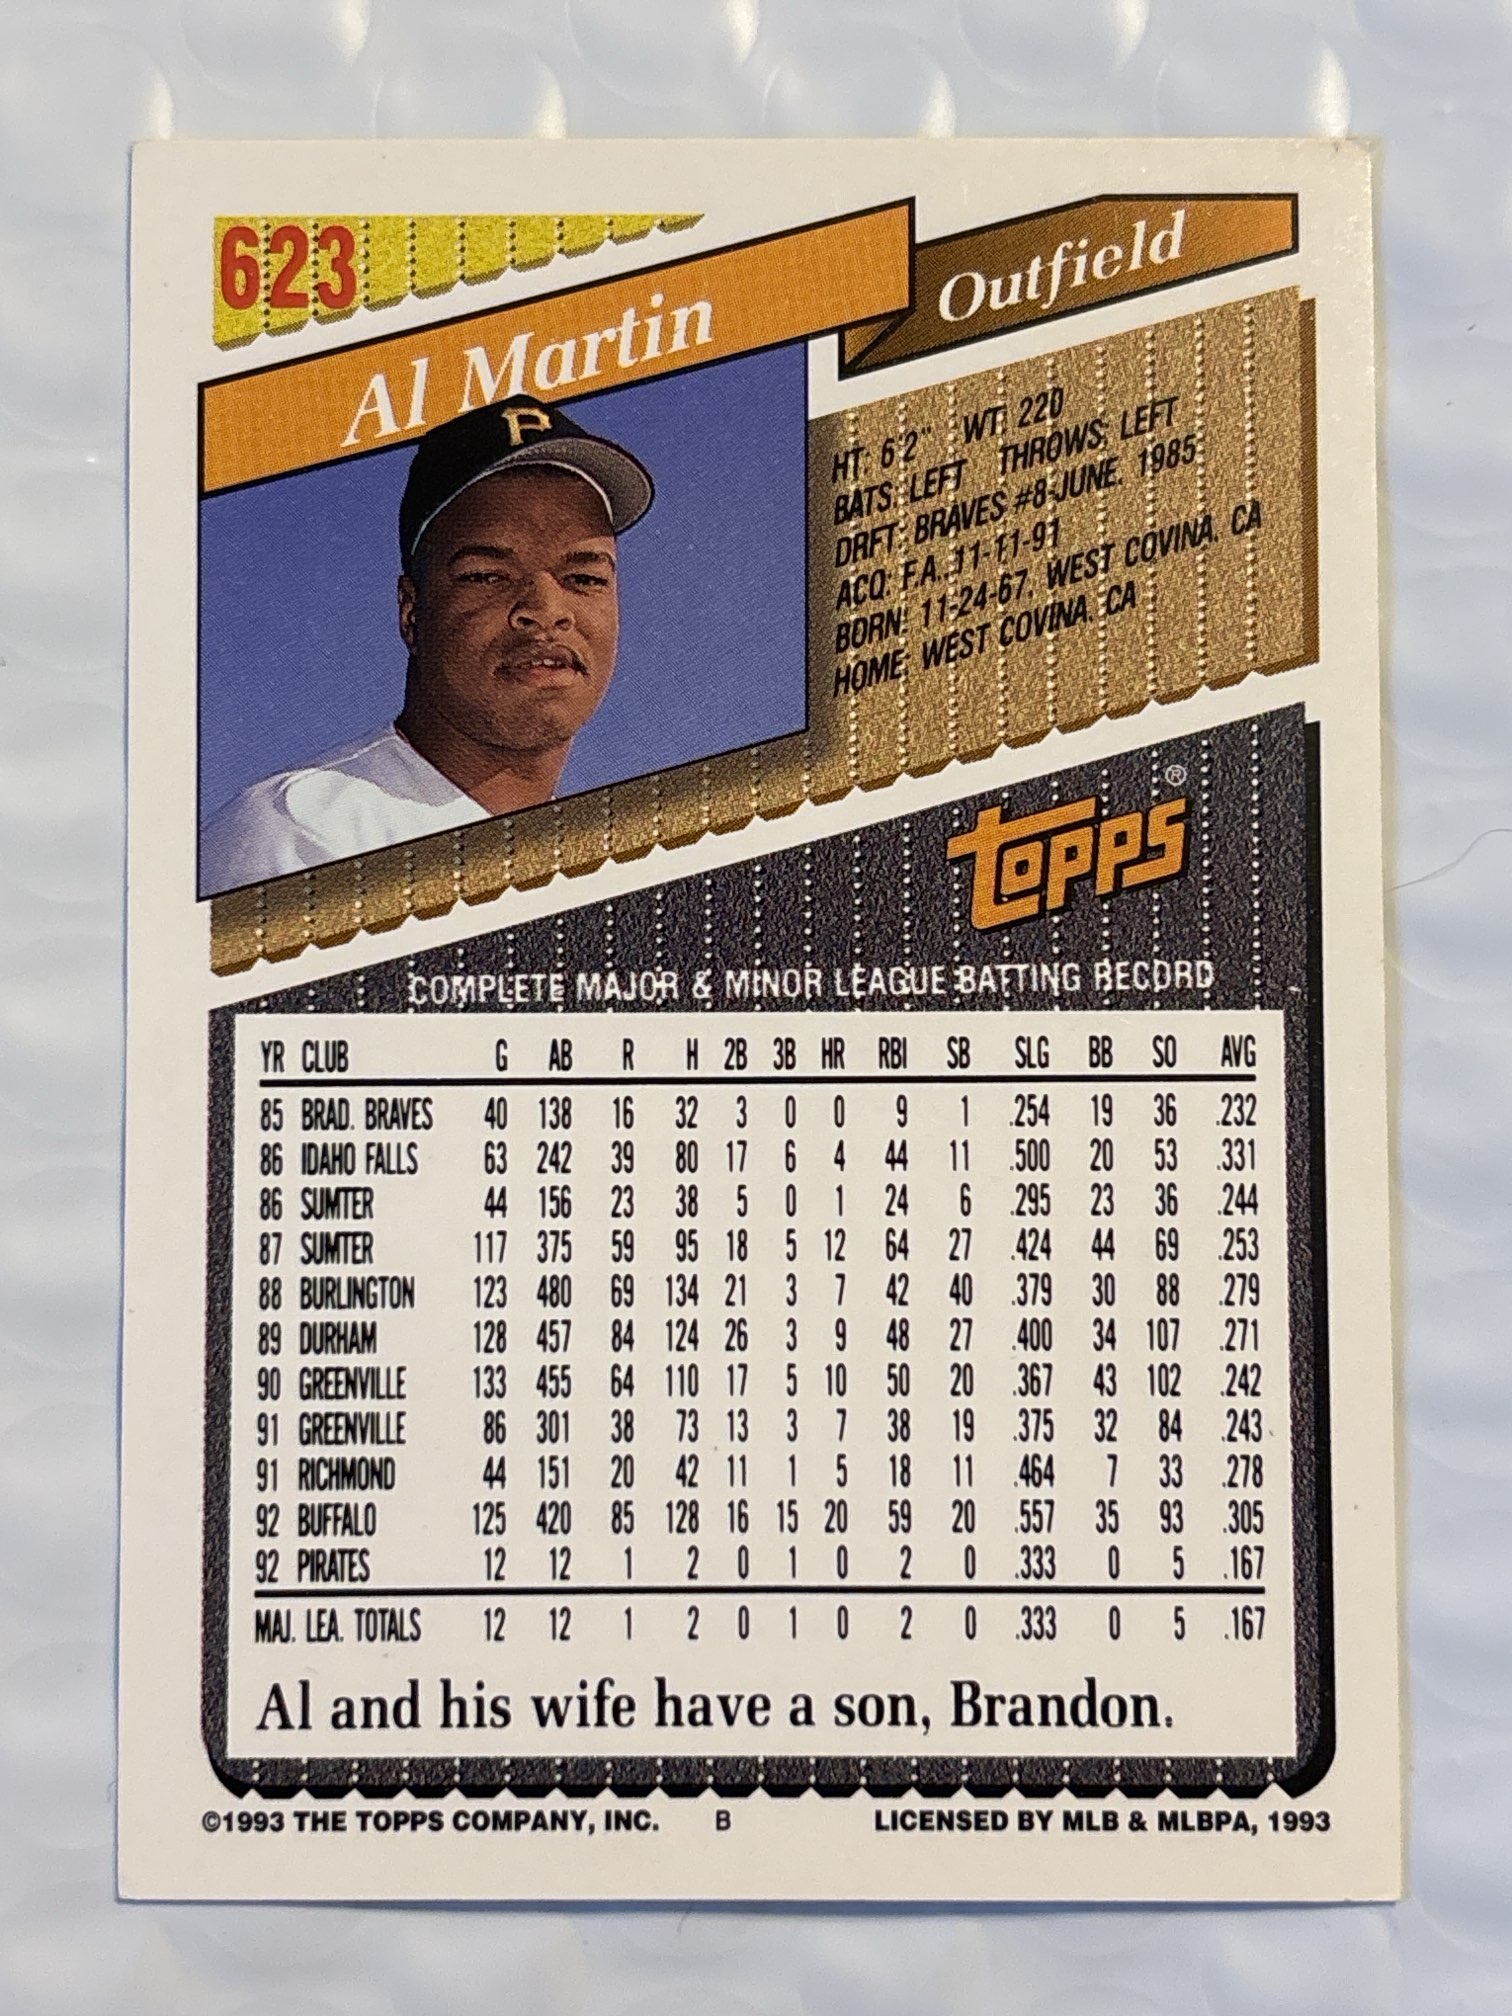 623
Al Martin
Outfield
P
HT: 6'2" WT: 220
BATS: LEFT THROWS: LEFT
DRFT: BRAVES #8-JUNE, 1985
ACQ: F.A. 11-11-91
BORN: 11-24-67, WEST COVINA, CA
HOME: WEST COVINA, CA
TOPPS®
COMPLETE MAJOR & MINOR LEAGUE BATTING RECORD
YR CLUB G AB R H 2B 3B HR RBI SB SLG BB SO AVG
85 BRAD. BRAVES 40 138 16 32 3 0 0 9 1 .254 19 36 .232
86 IDAHO FALLS 63 242 39 80 17 6 4 44 11 .500 20 53 .331
86 SUMTER 44 156 23 38 5 0 1 24 6 .295 23 36 .244
87 SUMTER 117 375 59 95 18 5 12 64 27 .424 44 69 .253
88 BURLINGTON 123 480 69 134 21 3 7 42 40 .379 30 88 .279
89 DURHAM 128 457 84 124 26 3 9 48 27 .400 34 107 .271
90 GREENVILLE 133 455 64 110 17 5 10 50 20 .367 43 102 .242
91 GREENVILLE 86 301 38 73 13 3 7 38 19 .375 32 84 .243
91 RICHMOND 44 151 20 42 11 1 5 18 11 .464 7 33 .278
92 BUFFALO 125 420 85 128 16 15 20 59 20 .557 35 93 .305
92 PIRATES 12 12 1 2 0 1 0 2 0 .333 0 5 .167
MAJ. LEA. TOTALS 12 12 1 2 0 1 0 2 0 .333 0 5 .167
Al and his wife have a son, Brandon.
©1993 THE TOPPS COMPANY, INC. B LICENSED BY MLB & MLBPA, 1993